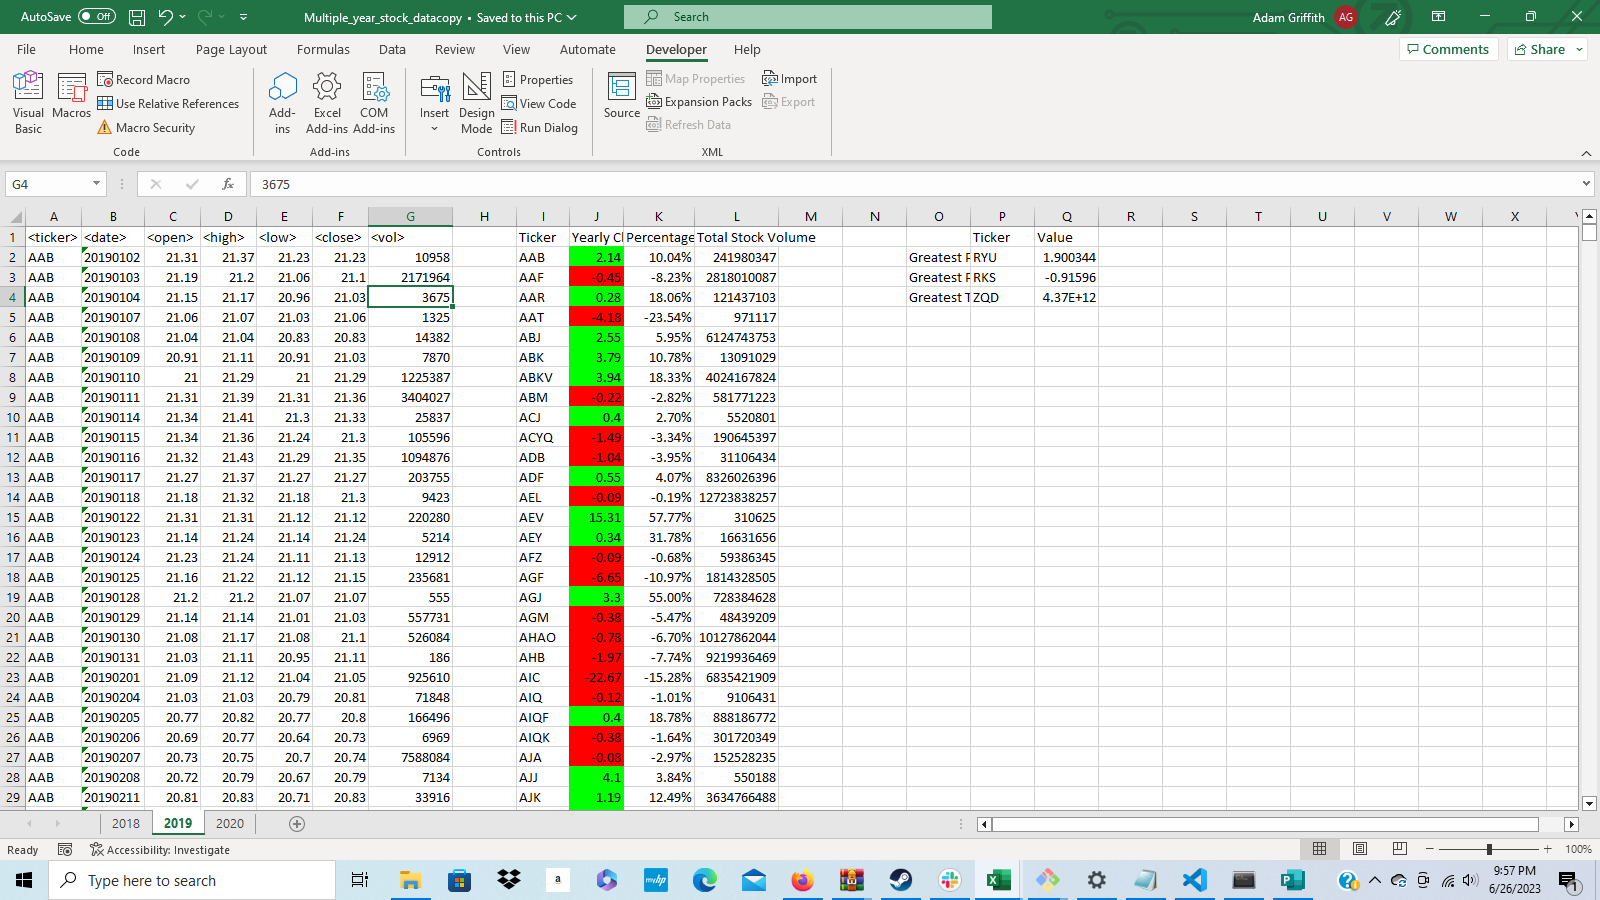 AutoSave Off Multiple_year_stock_datacopy • Saved to this PC Search Adam Griffith AG
File Home Insert Page Layout Formulas Data Review View Automate Developer Help Comments Share
Visual Basic Macros Record Macro Use Relative References Macro Security Code
Add-ins Excel Add-ins COM Add-ins Add-ins
Insert Design Mode Properties View Code Run Dialog Controls
Source Map Properties Expansion Packs Refresh Data Import Export XML
G4 fx 3675
A B C D E F G H I J K L M N O P Q R S T U V W X
1 <ticker> <date> <open> <high> <low> <close> <vol> Ticker Yearly Cl Percentage Total Stock Volume Ticker Value
2 AAB 20190102 21.31 21.37 21.23 21.23 10958 AAB 2.14 10.04% 241980347 Greatest P RYU 1.900344
3 AAB 20190103 21.19 21.2 21.06 21.1 2171964 AAF -0.45 -8.23% 2818010087 Greatest P RKS -0.91596
4 AAB 20190104 21.15 21.17 20.96 21.03 3675 AAR 0.28 18.06% 121437103 Greatest T ZQD 4.37E+12
5 AAB 20190107 21.06 21.07 21.03 21.06 1325 AAT -4.18 -23.54% 971117
6 AAB 20190108 21.04 21.04 20.83 20.83 14382 ABJ 2.55 5.95% 6124743753
7 AAB 20190109 20.91 21.11 20.91 21.03 7870 ABK 3.79 10.78% 13091029
8 AAB 20190110 21 21.29 21 21.29 1225387 ABKV 3.94 18.33% 4024167824
9 AAB 20190111 21.31 21.39 21.31 21.36 3404027 ABM -0.22 -2.82% 581771223
10 AAB 20190114 21.34 21.41 21.3 21.33 25837 ACJ 0.4 2.70% 5520801
11 AAB 20190115 21.34 21.36 21.24 21.3 105596 ACYQ -1.49 -3.34% 190645397
12 AAB 20190116 21.32 21.43 21.29 21.35 1094876 ADB -1.04 -3.95% 31106434
13 AAB 20190117 21.27 21.37 21.27 21.27 203755 ADF 0.55 4.07% 8326026396
14 AAB 20190118 21.18 21.32 21.18 21.3 9423 AEL -0.09 -0.19% 12723838257
15 AAB 20190122 21.31 21.31 21.12 21.12 220280 AEV 15.31 57.77% 310625
16 AAB 20190123 21.14 21.24 21.14 21.24 5214 AEY 0.34 31.78% 16631656
17 AAB 20190124 21.23 21.24 21.11 21.13 12912 AFZ -0.09 -0.68% 59386345
18 AAB 20190125 21.16 21.22 21.12 21.15 235681 AGF -6.65 -10.97% 1814328505
19 AAB 20190128 21.2 21.2 21.07 21.07 555 AGJ 3.3 55.00% 728384628
20 AAB 20190129 21.14 21.14 21.01 21.03 557731 AGM -0.38 -5.47% 48439209
21 AAB 20190130 21.08 21.17 21.08 21.1 526084 AHAO -0.78 -6.70% 10127862044
22 AAB 20190131 21.03 21.11 20.95 21.11 186 AHB -1.97 -7.74% 9219936469
23 AAB 20190201 21.09 21.12 21.04 21.05 925610 AIC -22.67 -15.28% 6835421909
24 AAB 20190204 21.03 21.03 20.79 20.81 71848 AIQ -0.12 -1.01% 9106431
25 AAB 20190205 20.77 20.82 20.77 20.8 166496 AIQF 0.4 18.78% 888186772
26 AAB 20190206 20.69 20.77 20.64 20.73 6969 AIQK -0.38 -1.64% 301720349
27 AAB 20190207 20.73 20.75 20.7 20.74 7588084 AJA -0.08 -2.97% 152528235
28 AAB 20190208 20.72 20.79 20.67 20.79 7134 AJJ 4.1 3.84% 550188
29 AAB 20190211 20.81 20.83 20.71 20.83 33916 AJK 1.19 12.49% 3634766488
2018 2019 2020
Ready Accessibility: Investigate 100%
Type here to search a myhp 9:57 PM
6/26/2023 1